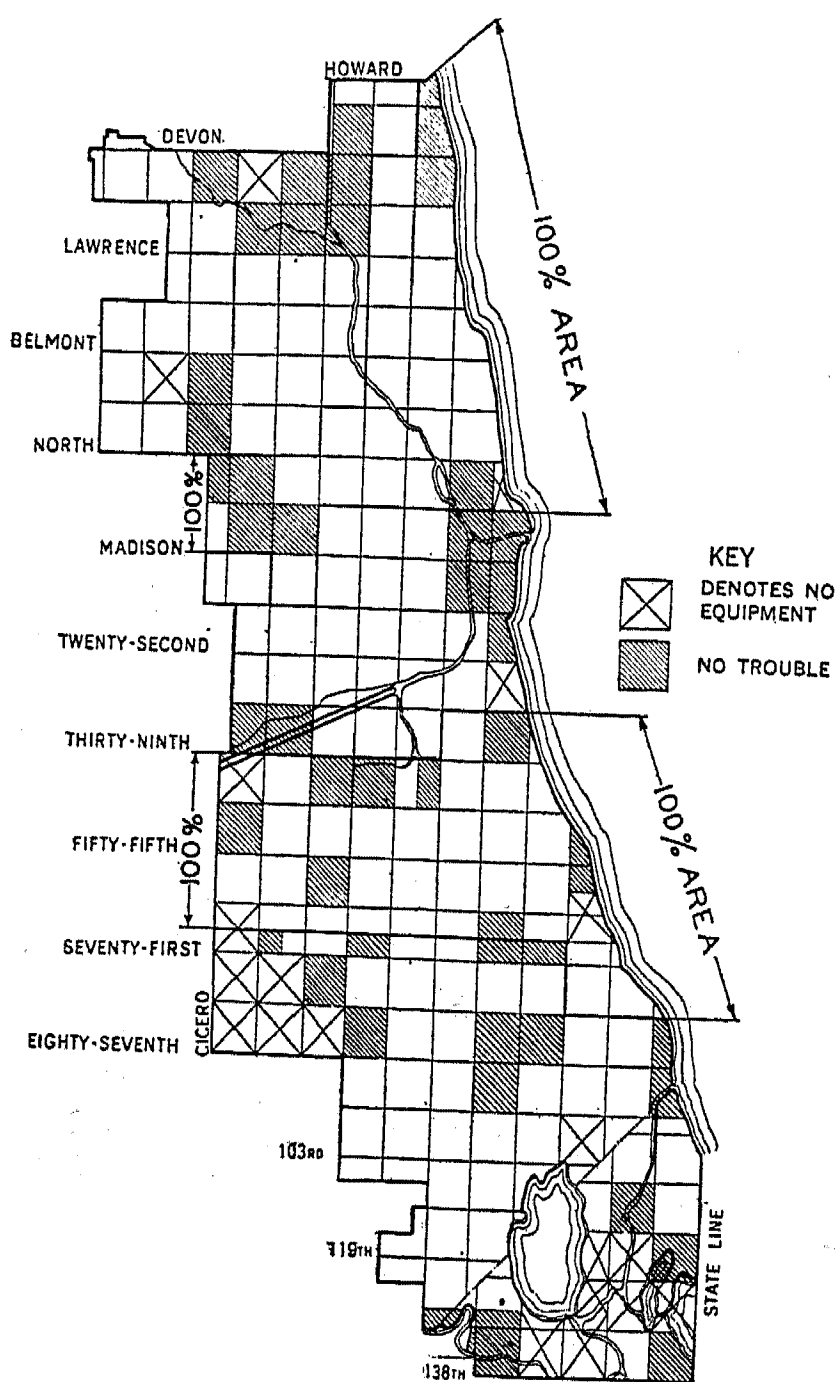 HOWARD
DEVON.
100% AREA
LAWRENCE
BELMONT
NORTH
100%
MADISON
KEY
DENOTES NO
EQUIPMENT
NO TROUBLE
TWENTY-SECOND
THIRTY-NINTH
100% AREA
FIFTY-FIFTH
100%
SEVENTY-FIRST
CICERO
EIGHTY-SEVENTH
103RD
119TH
STATE LINE
138TH